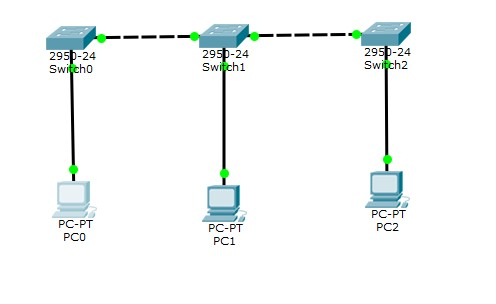 2950-24
Switch0
2950-24
Switch1
2950-24
Switch2
PC-PT
PC0
PC-PT
PC1
PC-PT
PC2